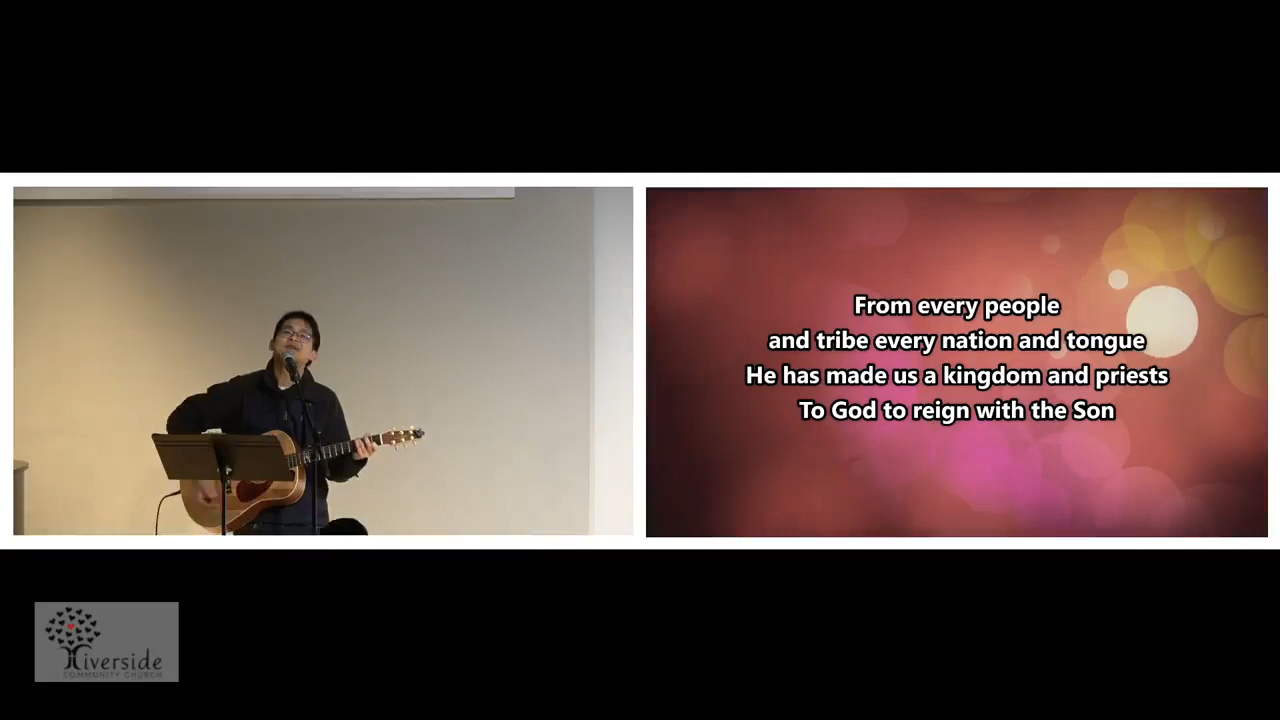 From every people
and tribe every nation and tongue
He has made us a kingdom and priests
To God to reign with the Son
Riverside
COMMUNITY CHURCH